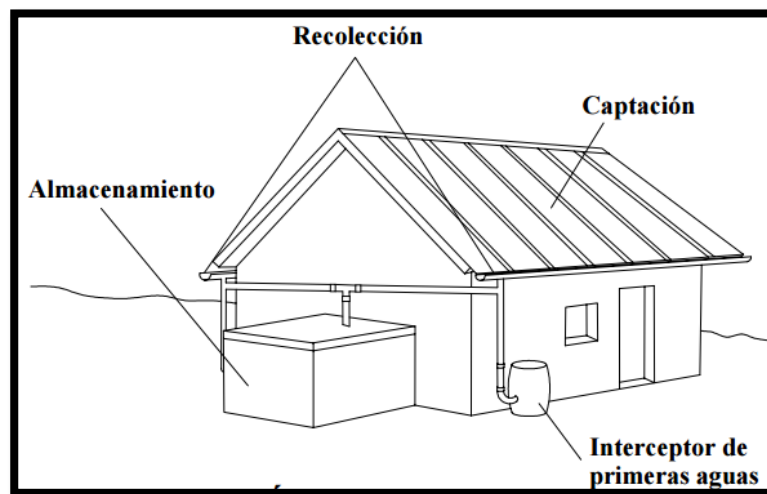 Recolección
Captación
Almacenamiento
Interceptor de
primeras aguas